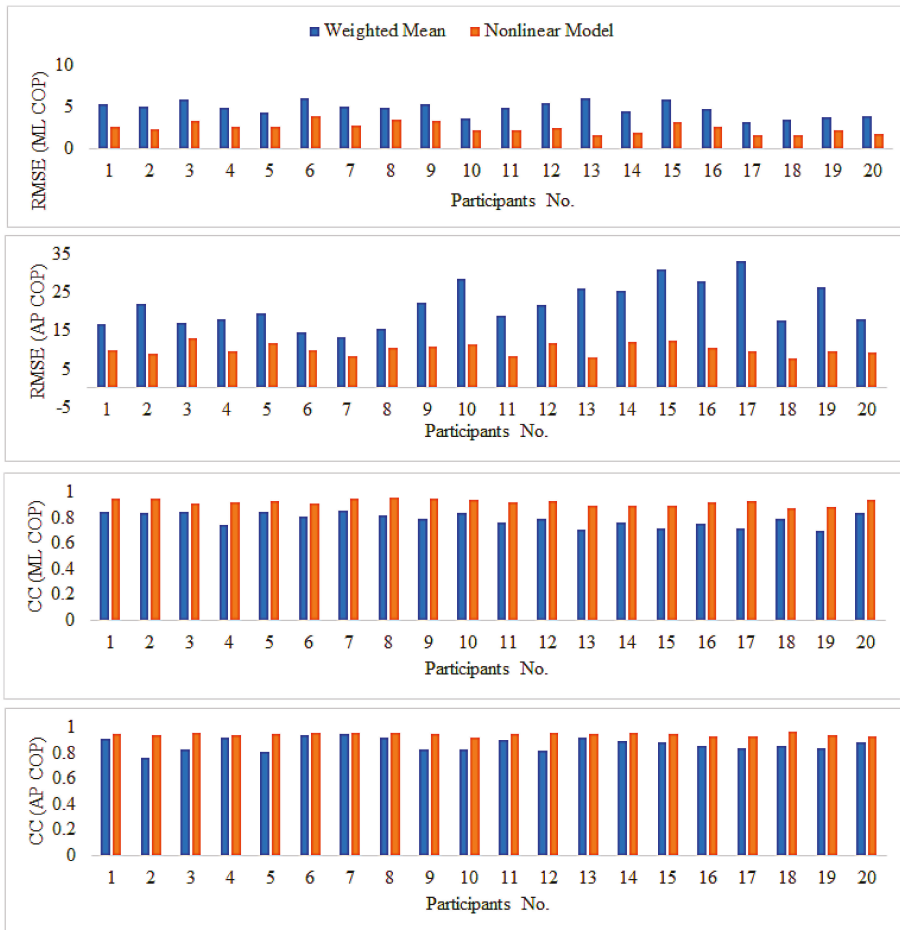 Weighted Mean Nonlinear Model
RMSE (ML COP)
10
5
0
1 2 3 4 5 6 7 8 9 10 11 12 13 14 15 16 17 18 19 20
Participants No.
RMSE (AP COP)
35
25
15
5
-5
1 2 3 4 5 6 7 8 9 10 11 12 13 14 15 16 17 18 19 20
Participants No.
CC (ML COP)
1
0.8
0.6
0.4
0.2
0
1 2 3 4 5 6 7 8 9 10 11 12 13 14 15 16 17 18 19 20
Participants No.
CC (AP COP)
1
0.8
0.6
0.4
0.2
0
1 2 3 4 5 6 7 8 9 10 11 12 13 14 15 16 17 18 19 20
Participants No.